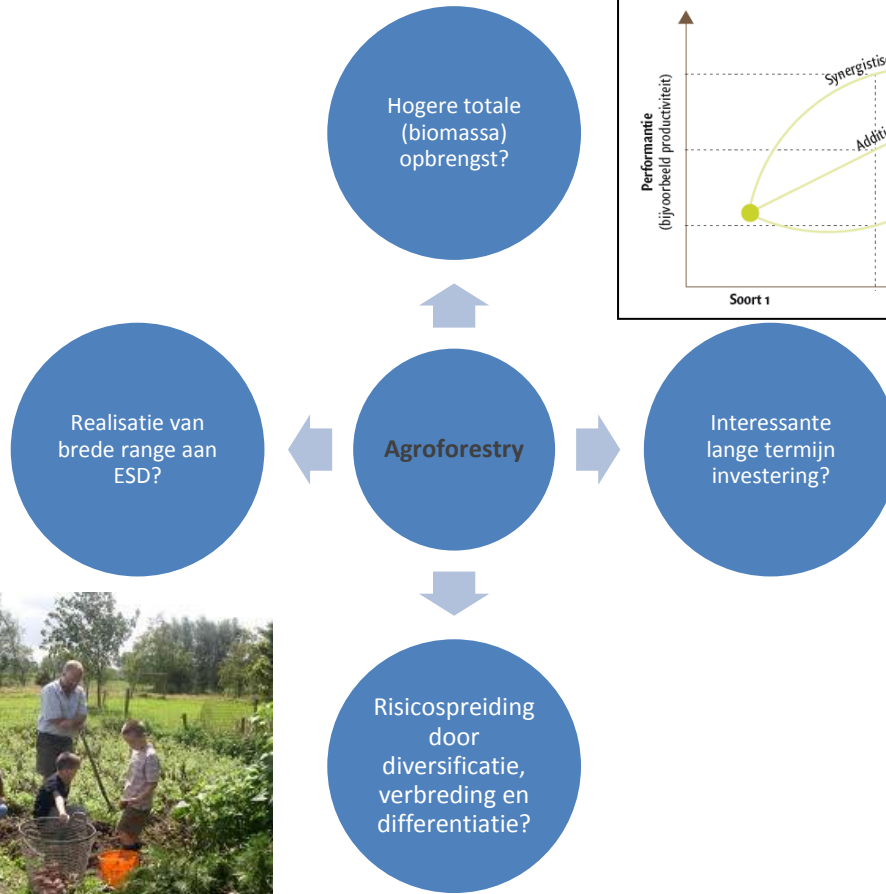 Hogere totale
(biomassa)
opbrengst?
Performantie
(bijvoorbeeld productiviteit)
Soort 1
Realisatie van
brede range aan
ESD?
Agroforestry
Interessante
lange termijn
investering?
Risicospreiding
door
diversificatie,
verbreding en
differentiatie?